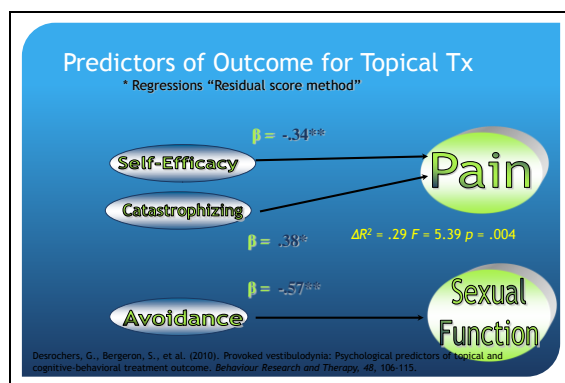 Predictors of Outcome for Topical Tx
* Regressions “Residual score method”
β = -.34**
Self-Efficacy
Pain
Catastrophizing
β = .38*
ΔR² = .29 F = 5.39 p = .004
β = -.57**
Sexual
Avoidance
Function
Desrochers, G., Bergeron, S., et al. (2010). Provoked vestibulodynia: Psychological predictors of topical and
cognitive-behavioral treatment outcome. Behaviour Research and Therapy, 48, 106-115.